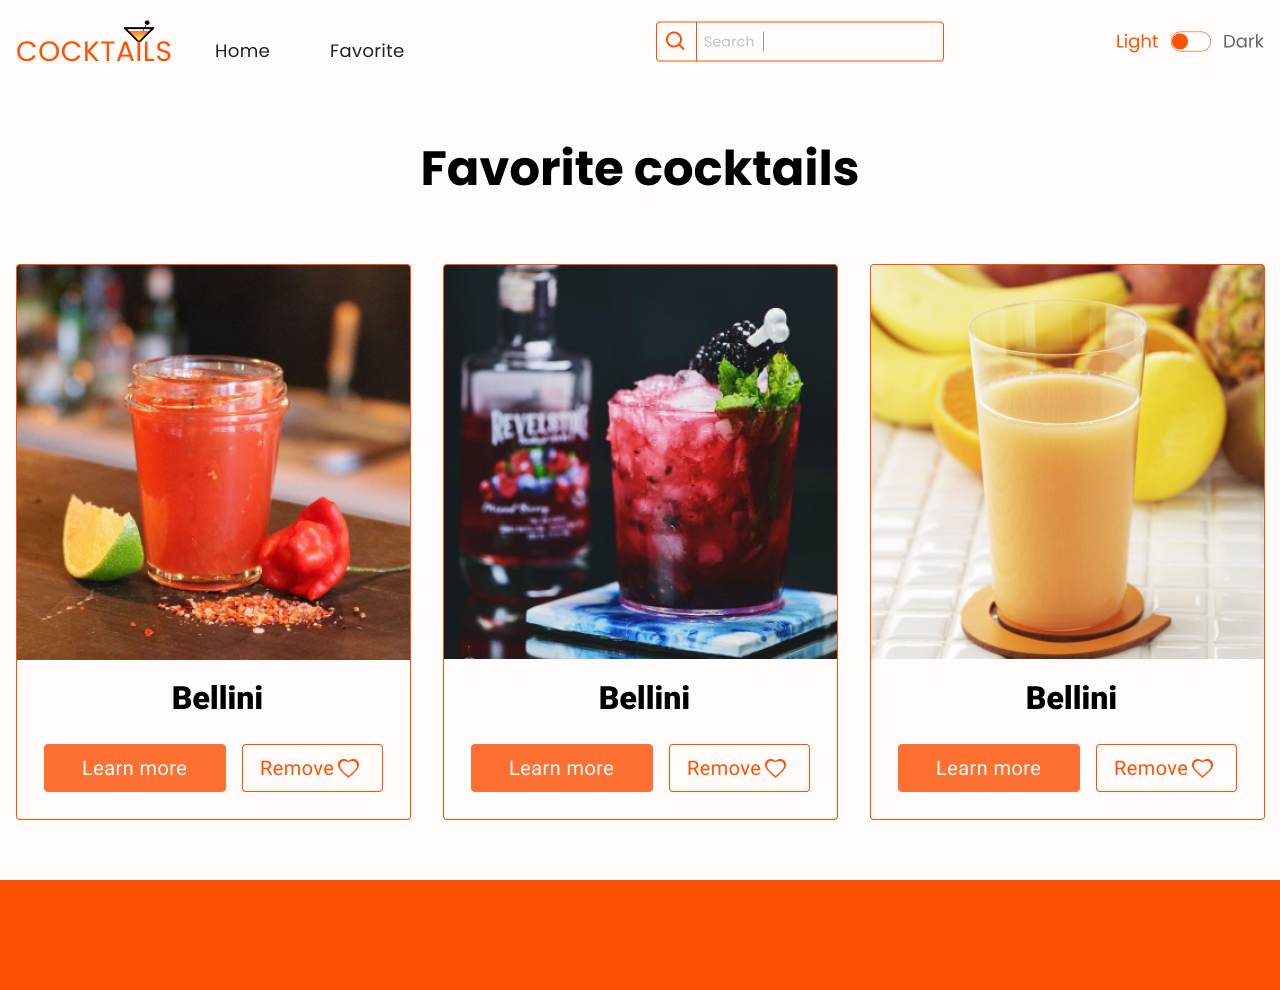 COCKTAILS
Home
Favorite
Search
Light
Dark
Favorite cocktails
Bellini
Learn more
Remove
Bellini
Learn more
Remove
Bellini
Learn more
Remove